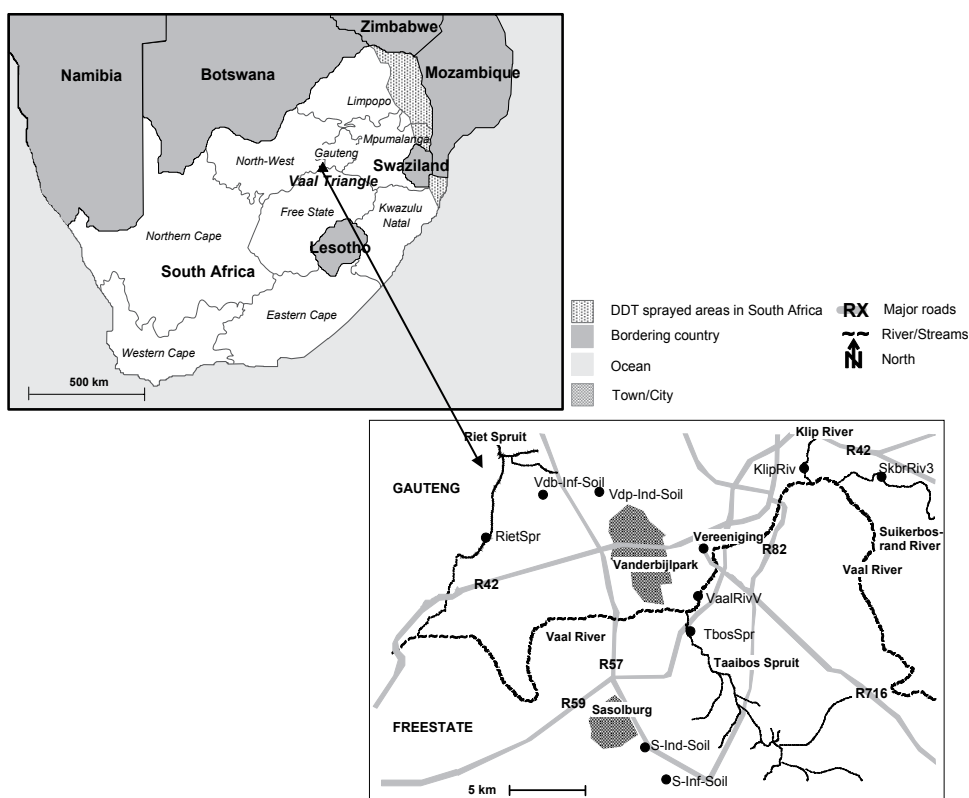 Zimbabwe
Namibia
Botswana
Mozambique
Limpopo
Mpumalanga
Gauteng
North-West
Swaziland
Vaal Triangle
Free State
Kwazulu
Natal
Northern Cape
Lesotho
South Africa
Eastern Cape
Western Cape
500 km
DDT sprayed areas in South Africa
Bordering country
Ocean
Town/City
RX Major roads
River/Streams
N North
Riet Spruit
Klip River
R42
KlipRiv
SkbrRiv3
GAUTENG
Vdb-Inf-Soil
Vdp-Ind-Soil
RietSpr
Vereeniging
R82
Suikerbos-
rand River
Vanderbijlpark
Vaal River
R42
VaalRivV
Vaal River
TbosSpr
R57
Taaibos Spruit
R59
Sasolburg
R716
FREESTATE
S-Ind-Soil
S-Inf-Soil
5 km